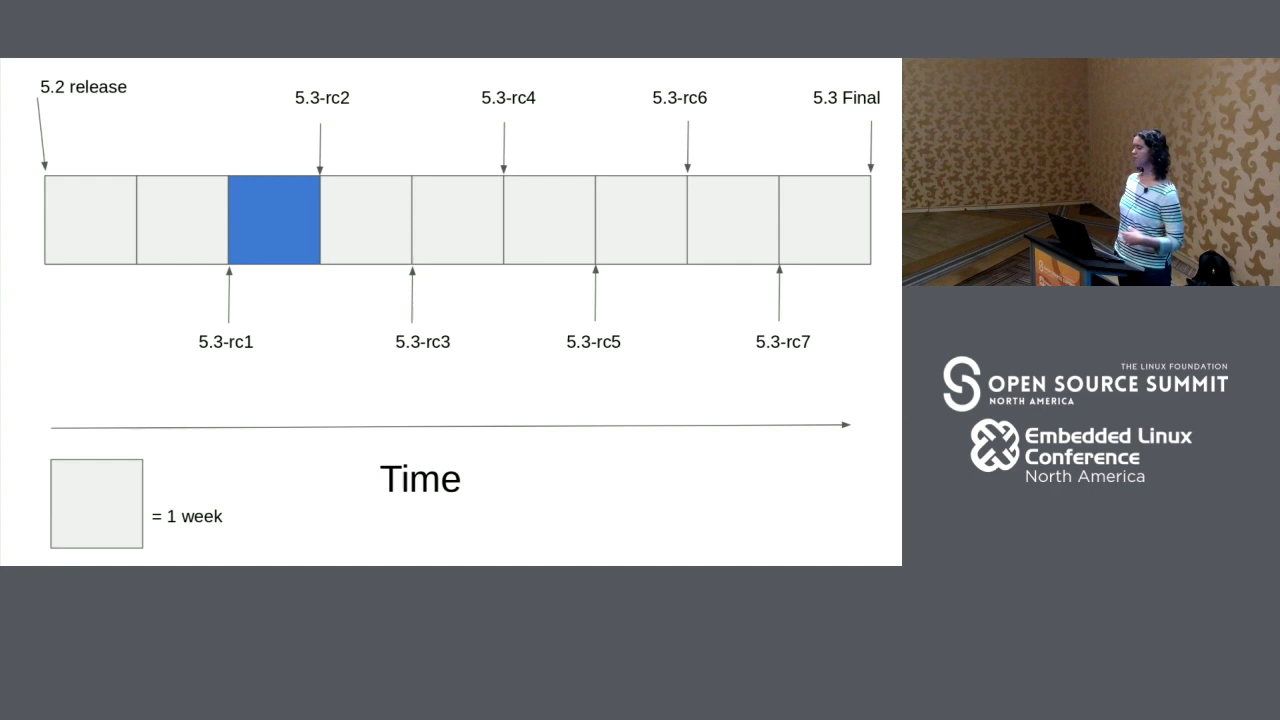 5.2 release
5.3-rc2
5.3-rc4
5.3-rc6
5.3 Final
5.3-rc1
5.3-rc3
5.3-rc5
5.3-rc7
Time
= 1 week
THE LINUX FOUNDATION
OPEN SOURCE SUMMIT
NORTH AMERICA
Embedded Linux
Conference
North America